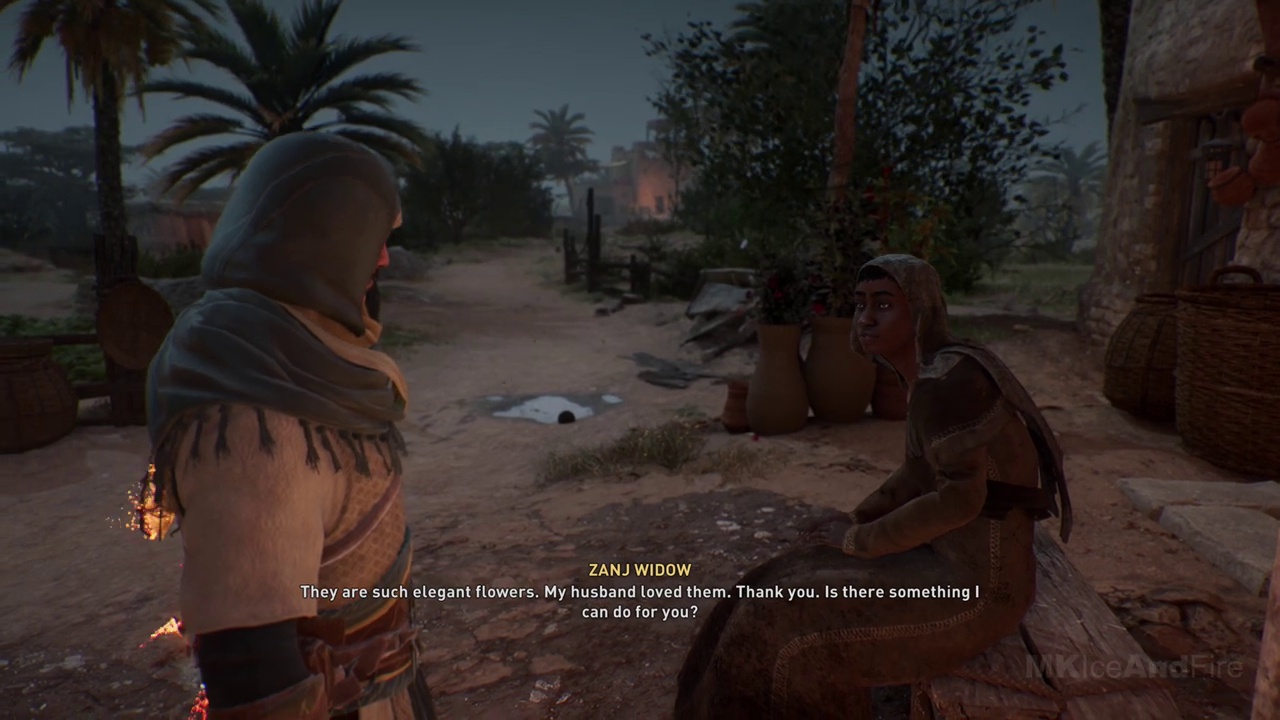 ZANJ WIDOW
They are such elegant flowers. My husband loved them. Thank you. Is there something I
can do for you?
MKIceAndFire